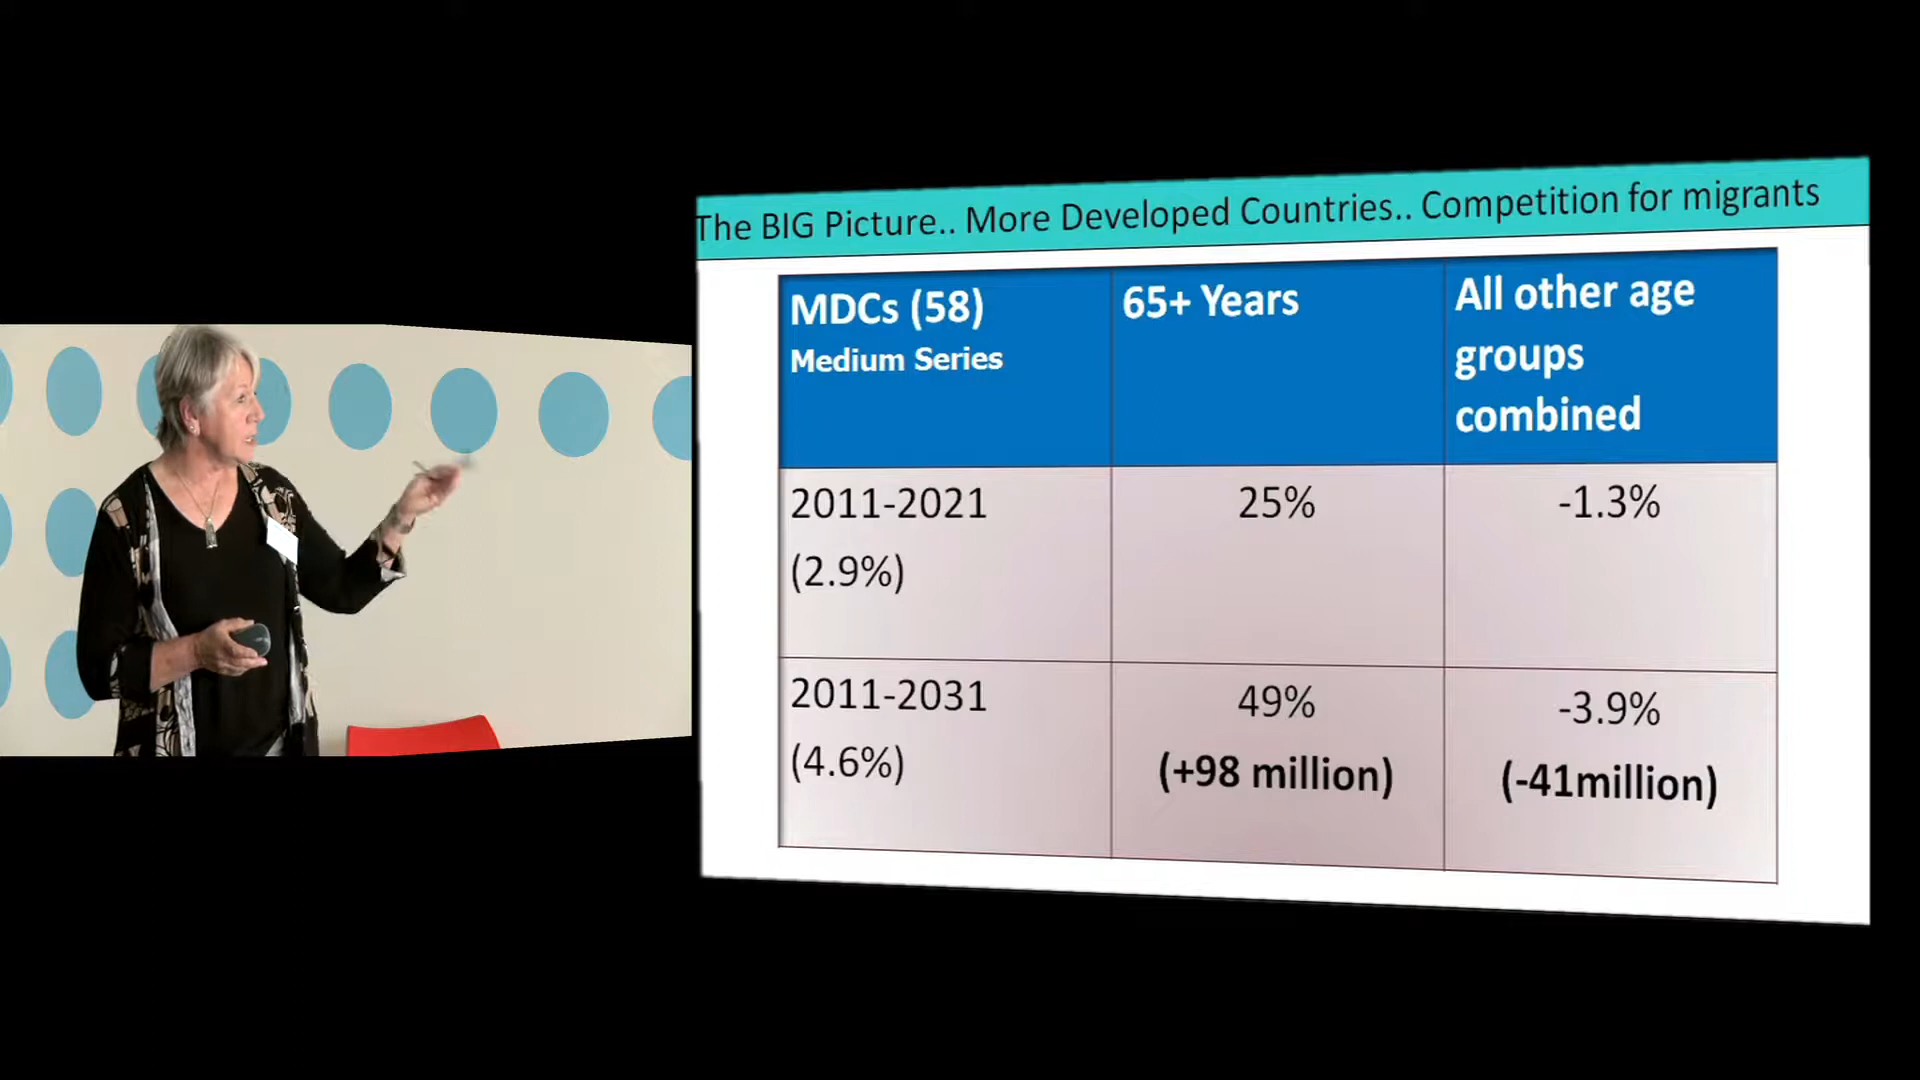 The BIG Picture.. More Developed Countries.. Competition for migrants
MDCs (58)
Medium Series
65+ Years
All other age
groups
combined
2011-2021
(2.9%)
25%
-1.3%
2011-2031
(4.6%)
49%
(+98 million)
-3.9%
(-41million)